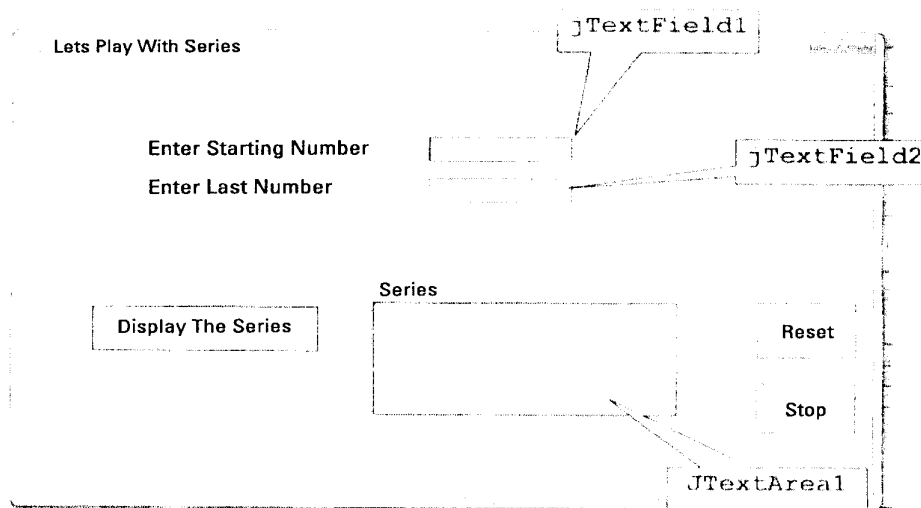 jTextField1
Lets Play With Series
Enter Starting Number
jTextField2
Enter Last Number
Series
Display The Series
Reset
Stop
JTextArea1